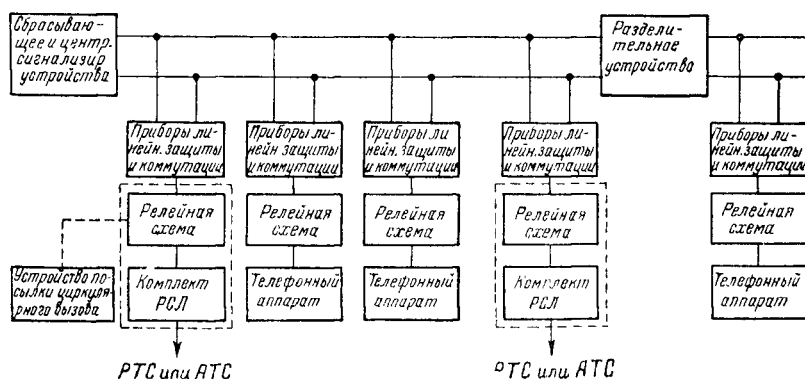 Сбрасываю-
щее и центр.
сигнализир
устройства
Раздели-
тельное
устройство
Приборы ли-
нейн. защиты
и коммутации
Приборы ли-
нейн. защиты
и коммутации
Приборы ли
нейн. защиты
и коммутации
Приборы ли-
нейн. защиты
и коммутации
Приборы ли-
нейн. защиты
и коммутации
Релейная
схема
Релейная
схема
Релейная
схема
Релейная
схема
Релейная
схема
Устройство по-
сылки циркуля-
рного вызова
Комплект
РСЛ
Телефонный
аппарат
Телефонный
аппарат
Комплект
РСЛ
Телефонный
аппарат
РТС или АТС
РТС или АТС